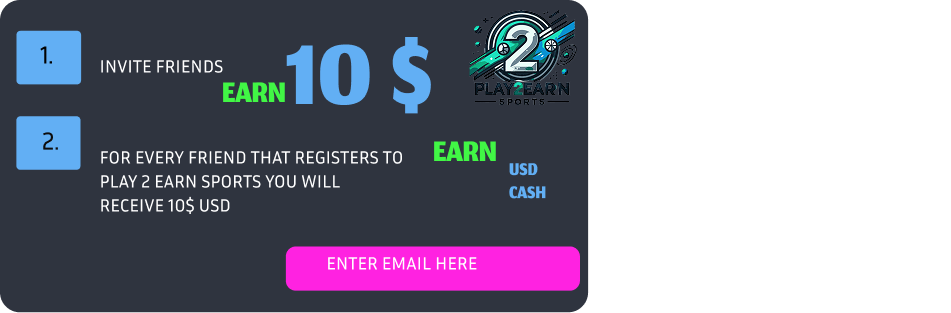 1.
INVITE FRIENDS
EARN
10 $
2
PLAY2EARN
SPORTS
2.
FOR EVERY FRIEND THAT REGISTERS TO
PLAY 2 EARN SPORTS YOU WILL
RECEIVE 10$ USD
EARN
USD
CASH
ENTER EMAIL HERE